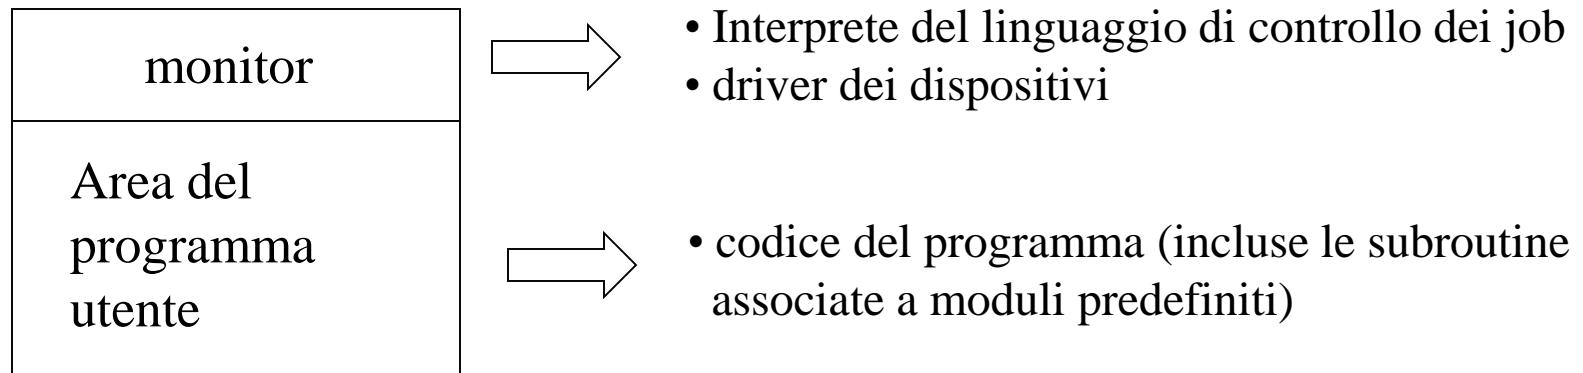 monitor
• Interprete del linguaggio di controllo dei job
• driver dei dispositivi
Area del
programma
utente
• codice del programma (incluse le subroutine
associate a moduli predefiniti)